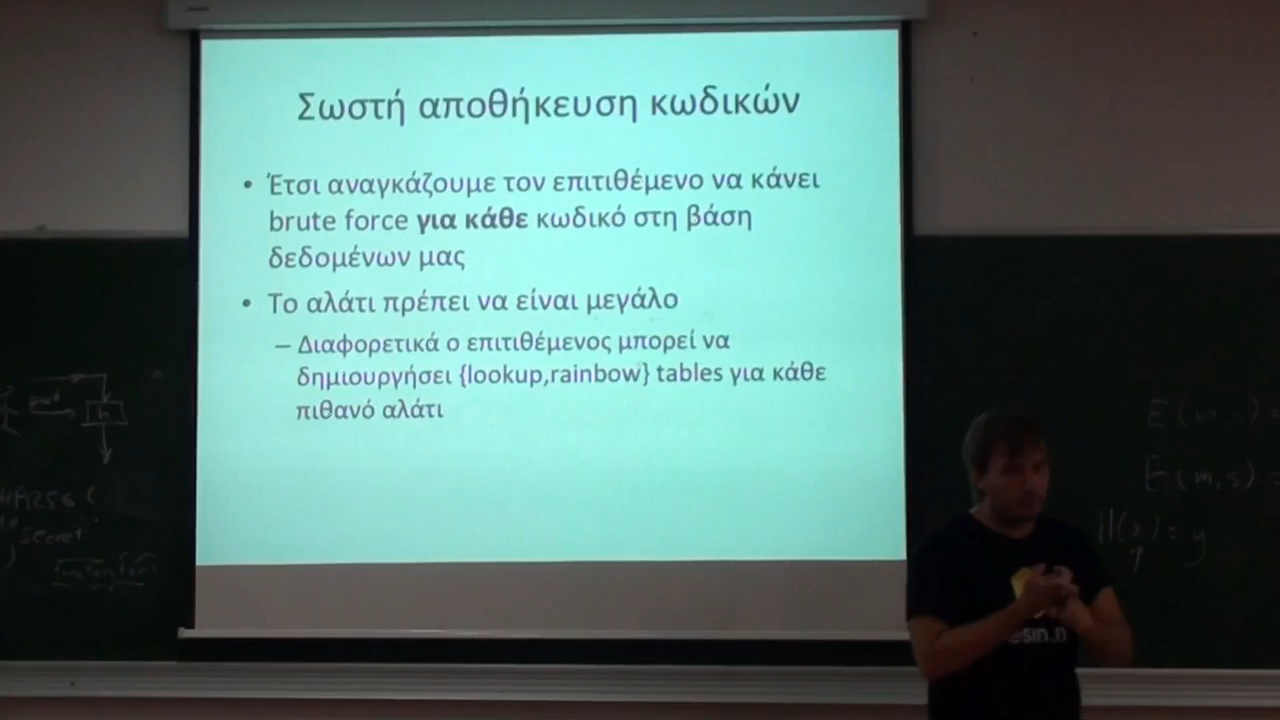 Σωστή αποθήκευση κωδικών
• Έτσι αναγκάζουμε τον επιτιθέμενο να κάνει
brute force για κάθε κωδικό στη βάση
δεδομένων μας
• Το αλάτι πρέπει να είναι μεγάλο
– Διαφορετικά ο επιτιθέμενος μπορεί να
δημιουργήσει {lookup,rainbow} tables για κάθε
πιθανό αλάτι
E(m,s)
H(x) = y
secret